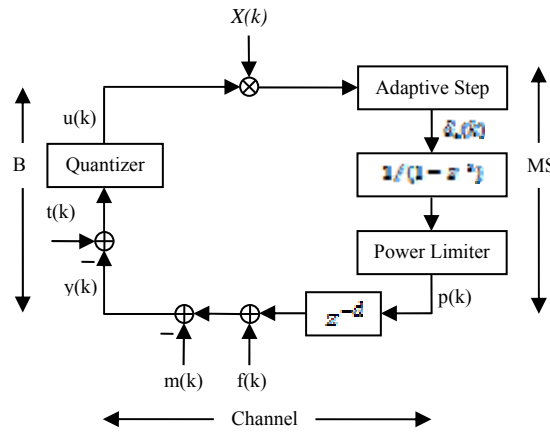 X(k)
Adaptive Step
u(k)
B
Quantizer
MS
t(k)
Power Limiter
y(k)
p(k)
z^{-d}
m(k)
f(k)
Channel